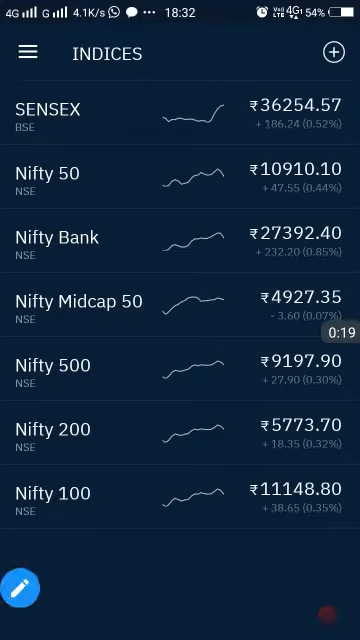 4G G 4.1K/s 18:32 VoD LTE 4G 54%
INDICES
SENSEX ₹36254.57
BSE + 186.24 (0.52%)
Nifty 50 ₹10910.10
NSE + 47.55 (0.44%)
Nifty Bank ₹27392.40
NSE + 232.20 (0.85%)
Nifty Midcap 50 ₹4927.35
NSE - 3.60 (0.07%)
0:19
Nifty 500 ₹9197.90
NSE + 27.90 (0.30%)
Nifty 200 ₹5773.70
NSE + 18.35 (0.32%)
Nifty 100 ₹11148.80
NSE + 38.65 (0.35%)